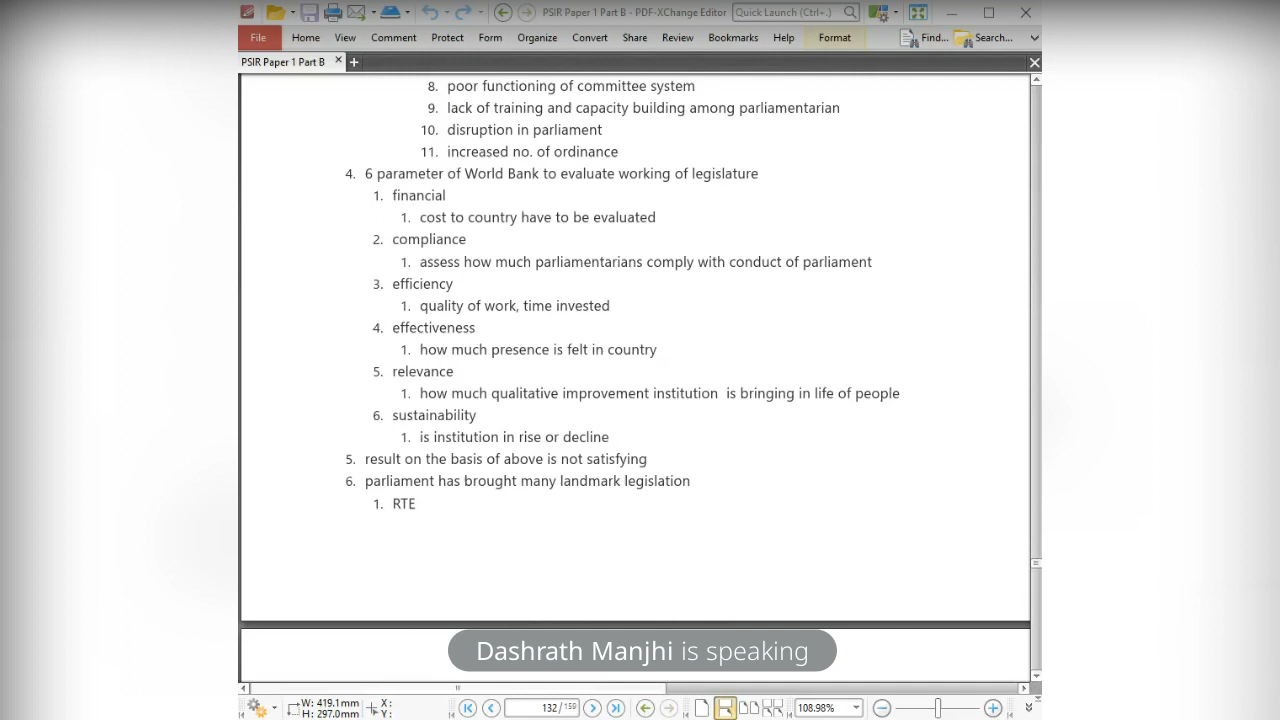 PSIR Paper 1 Part B - PDF-XChange Editor
Quick Launch (Ctrl+.)
File Home View Comment Protect Form Organize Convert Share Review Bookmarks Help Format Find... Search...
PSIR Paper 1 Part B
8. poor functioning of committee system
9. lack of training and capacity building among parliamentarian
10. disruption in parliament
11. increased no. of ordinance
4. 6 parameter of World Bank to evaluate working of legislature
1. financial
1. cost to country have to be evaluated
2. compliance
1. assess how much parliamentarians comply with conduct of parliament
3. efficiency
1. quality of work, time invested
4. effectiveness
1. how much presence is felt in country
5. relevance
1. how much qualitative improvement institution is bringing in life of people
6. sustainability
1. is institution in rise or decline
5. result on the basis of above is not satisfying
6. parliament has brought many landmark legislation
1. RTE
Dashrath Manjhi is speaking
W: 419.1mm X:
H: 297.0mm Y:
132 / 159
108.98%